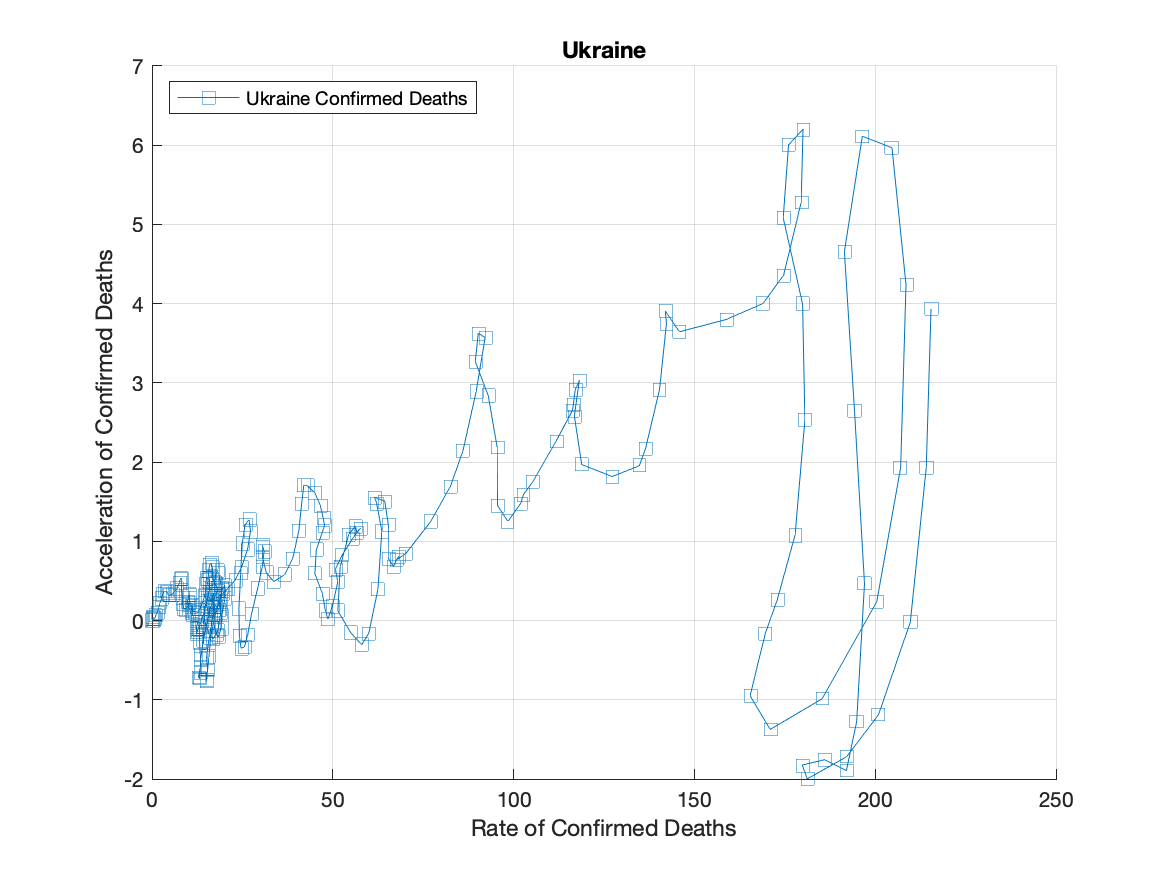 Ukraine
7
Ukraine Confirmed Deaths
6
5
4
3
2
1
0
-1
-2
Acceleration of Confirmed Deaths
0 50 100 150 200 250
Rate of Confirmed Deaths